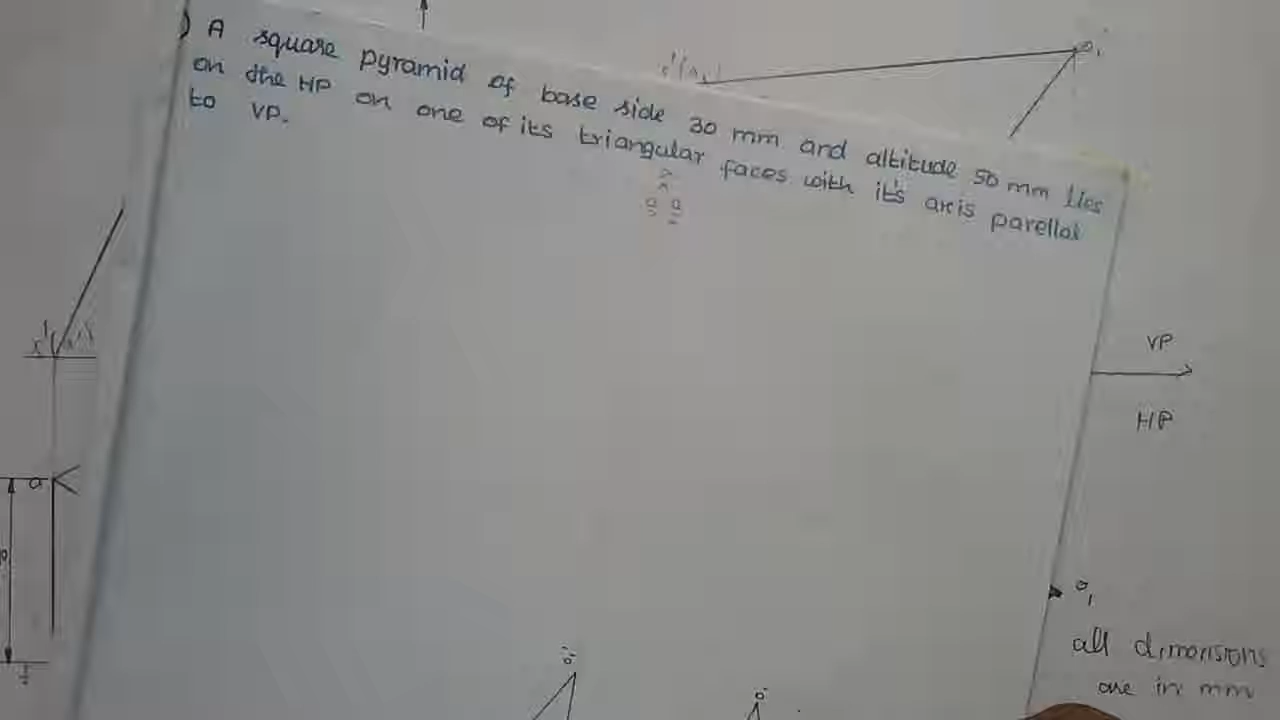 A square pyramid of base side 30 mm and altitude 50 mm lies
on the HP on one of its triangular faces with it's axis parellal
to VP.
VP
HP
a
o,
all dimensions
are in mm